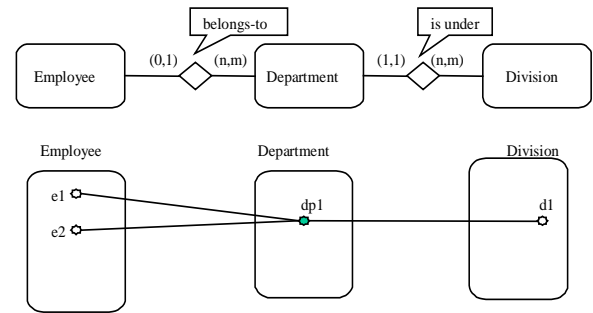 belongs-to
is under
(0,1)
(n,m)
(1,1)
(n,m)
Employee
Department
Division
Employee
Department
Division
e1
dp1
d1
e2